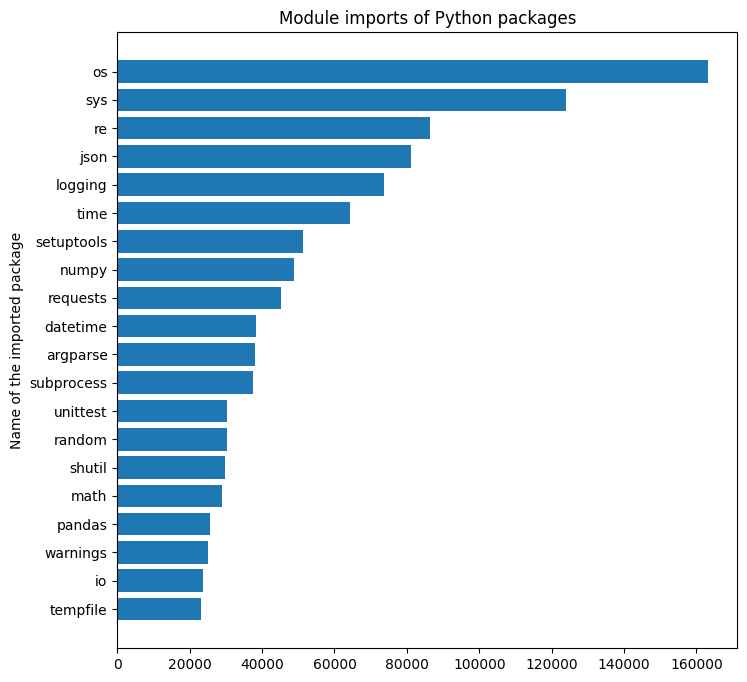 Module imports of Python packages
Name of the imported package
os
sys
re
json
logging
time
setuptools
numpy
requests
datetime
argparse
subprocess
unittest
random
shutil
math
pandas
warnings
io
tempfile
0 20000 40000 60000 80000 100000 120000 140000 160000